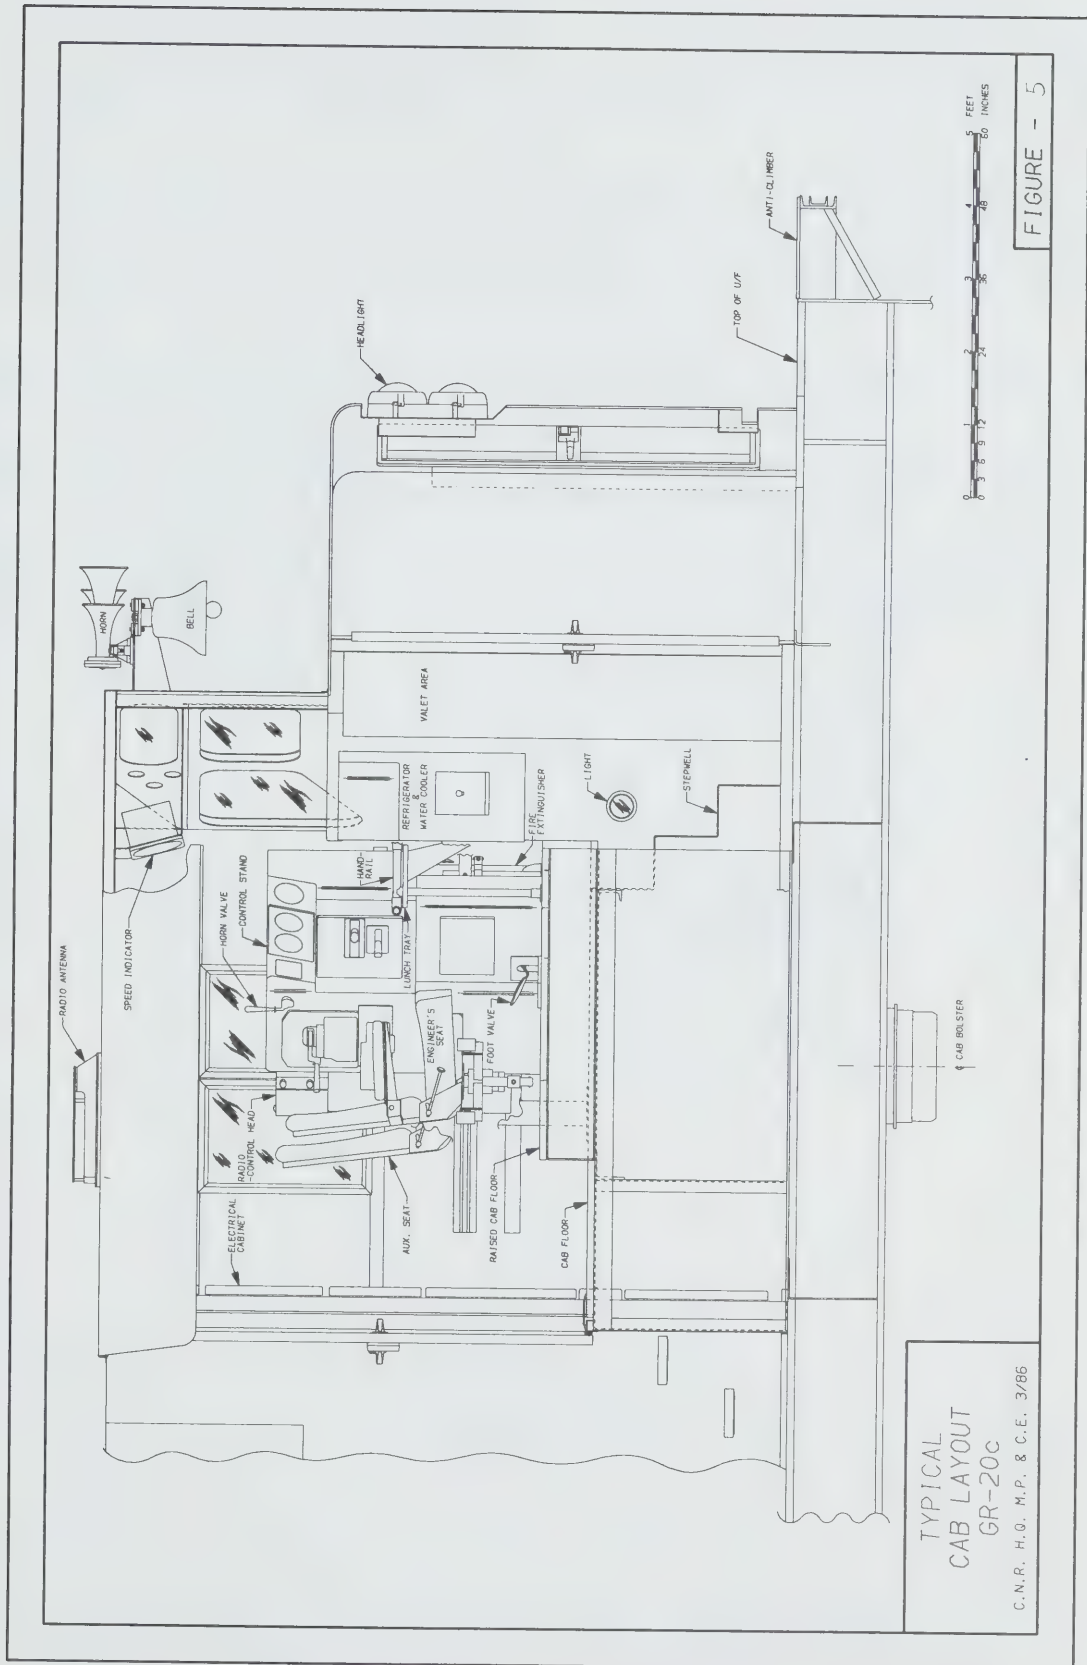 RADIO ANTENNA
HORN
BELL
SPEED INDICATOR
HORN VALVE
CONTROL STAND
HEADLIGHT
ELECTRICAL
CABINET
RADIO
CONTROL HEAD
HAND-
RAIL
REFRIGERATOR
&
WATER COOLER
VALET AREA
LUNCH TRAY
AUX. SEAT
ENGINEER'S
SEAT
FOOT VALVE
FIRE
EXTINGUISHER
RAISED CAB FLOOR
LIGHT
CAB FLOOR
STEPWELL
TOP OF U/F
ANTI-CLIMBER
CAB BOLSTER
0 1 2 3 4 5 FEET
0 3 6 9 12 24 36 48 60 INCHES
TYPICAL
CAB LAYOUT
GR-20c
C.N.R. H.Q. M.P. & C.E. 3/86
FIGURE - 5